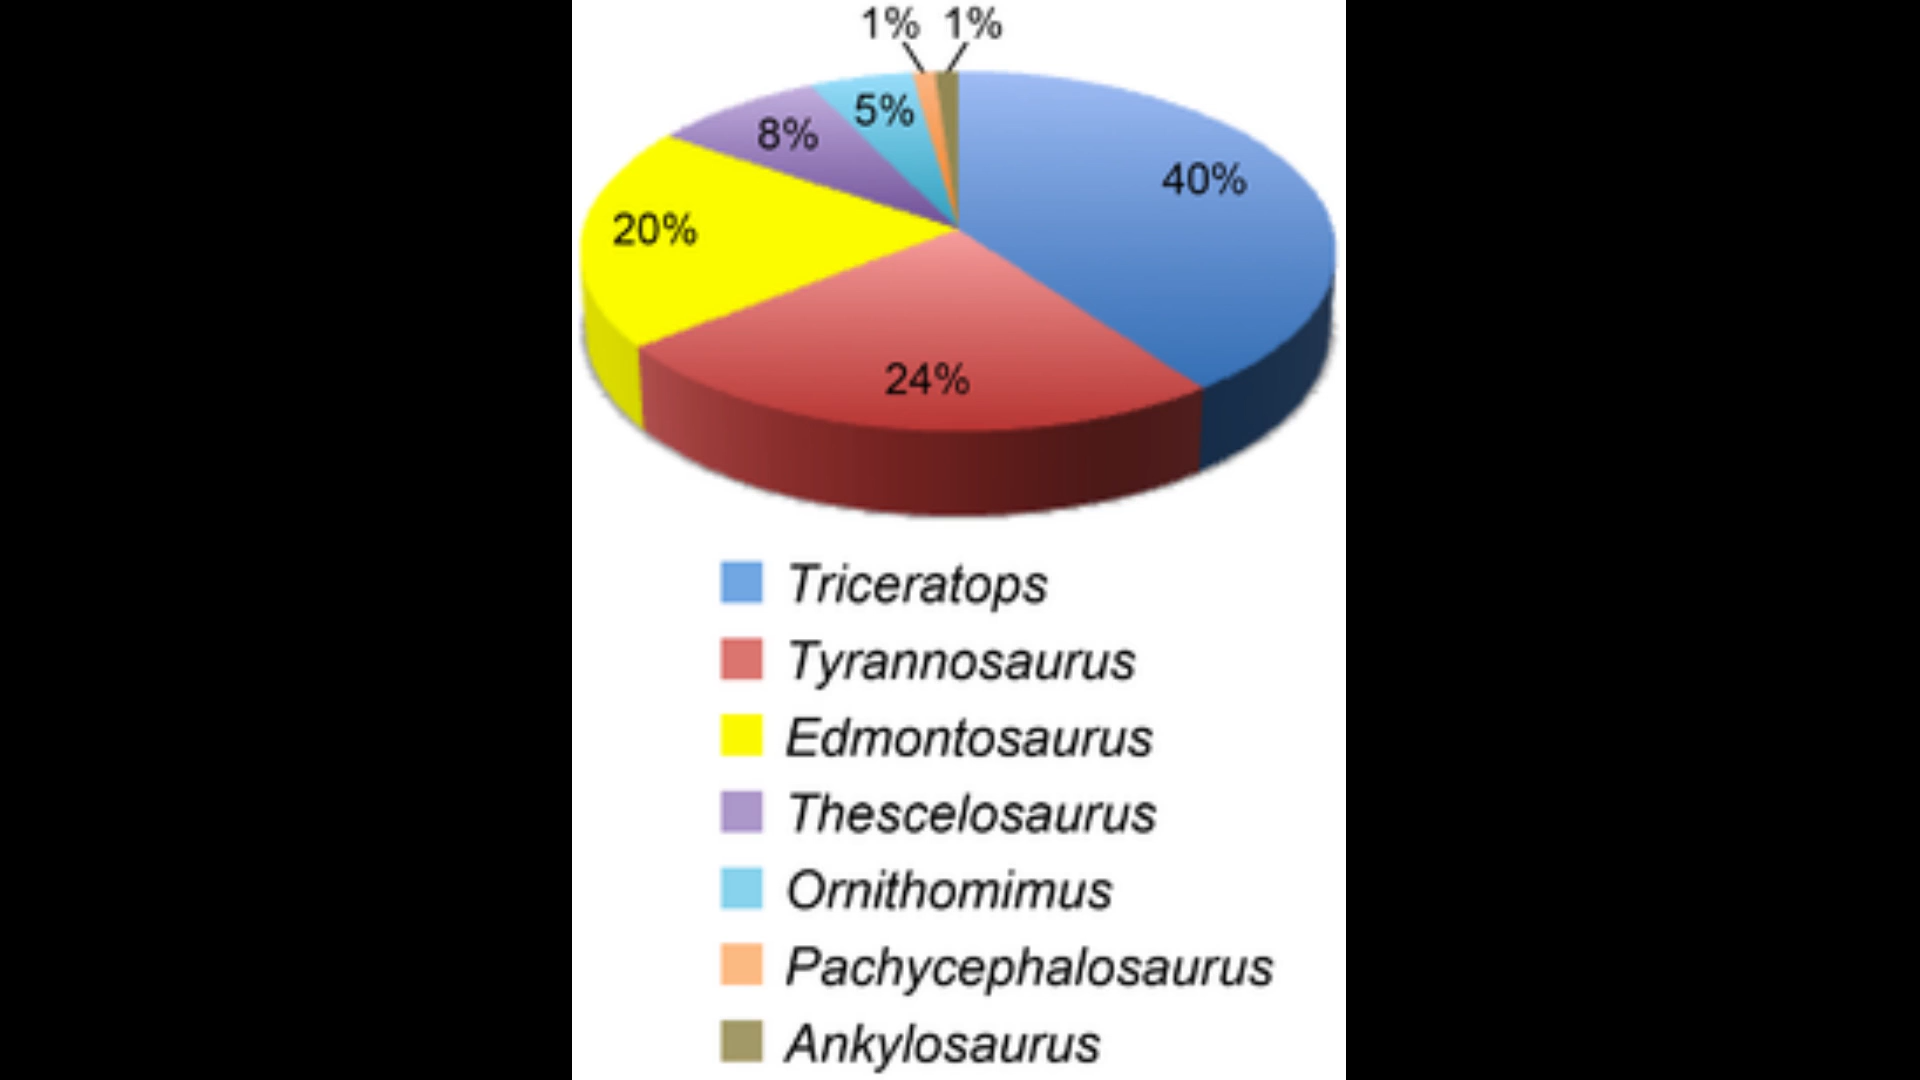 1% 1%
5%
8%
40%
20%
24%
Triceratops
Tyrannosaurus
Edmontosaurus
Thescelosaurus
Ornithomimus
Pachycephalosaurus
Ankylosaurus